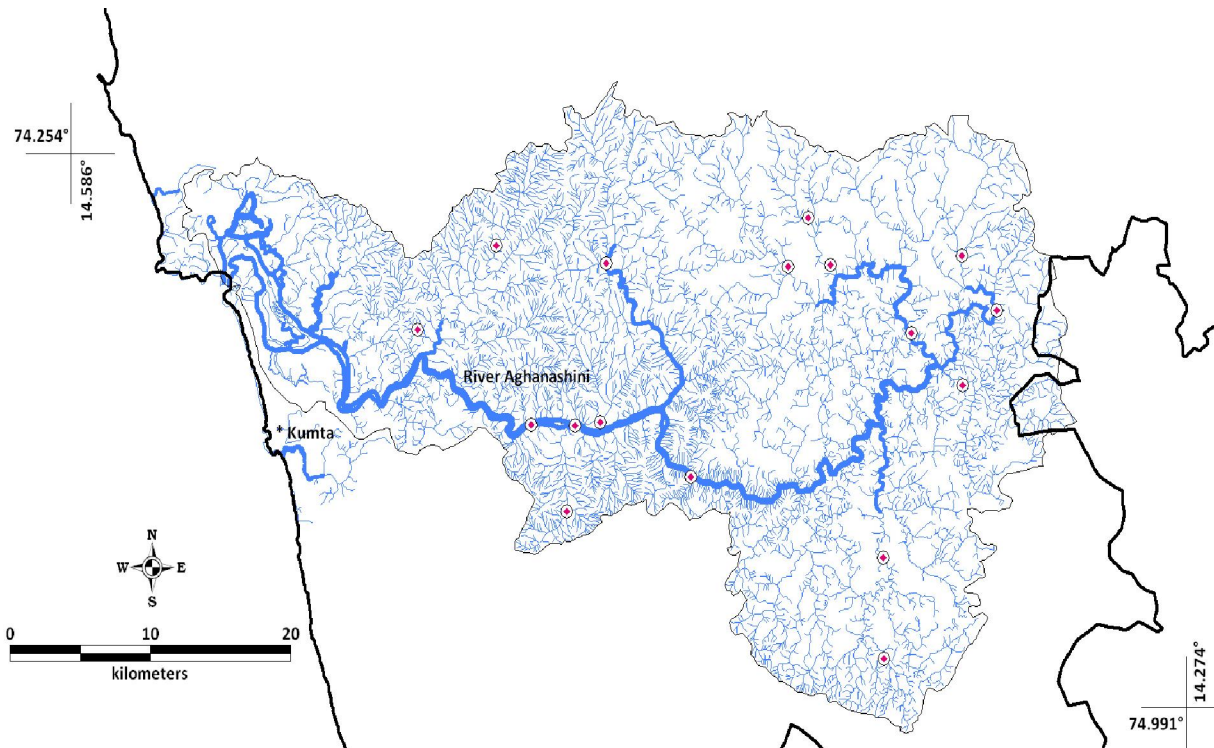 74.254°
14.586°
River Aghanashini
* Kumta
N
W E
S
0 10 20
kilometers
14.274°
74.991°